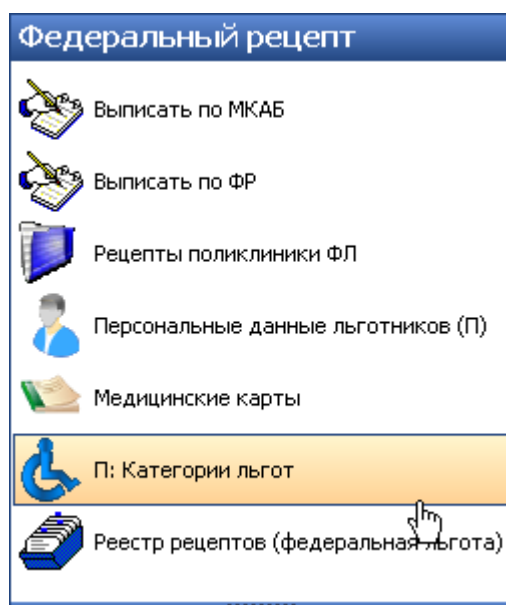 Федеральный рецепт
Выписать по МКАБ
Выписать по ФР
Рецепты поликлиники ФЛ
Персональные данные льготников (П)
Медицинские карты
П: Категории льгот
Реестр рецептов (федеральная льгота)